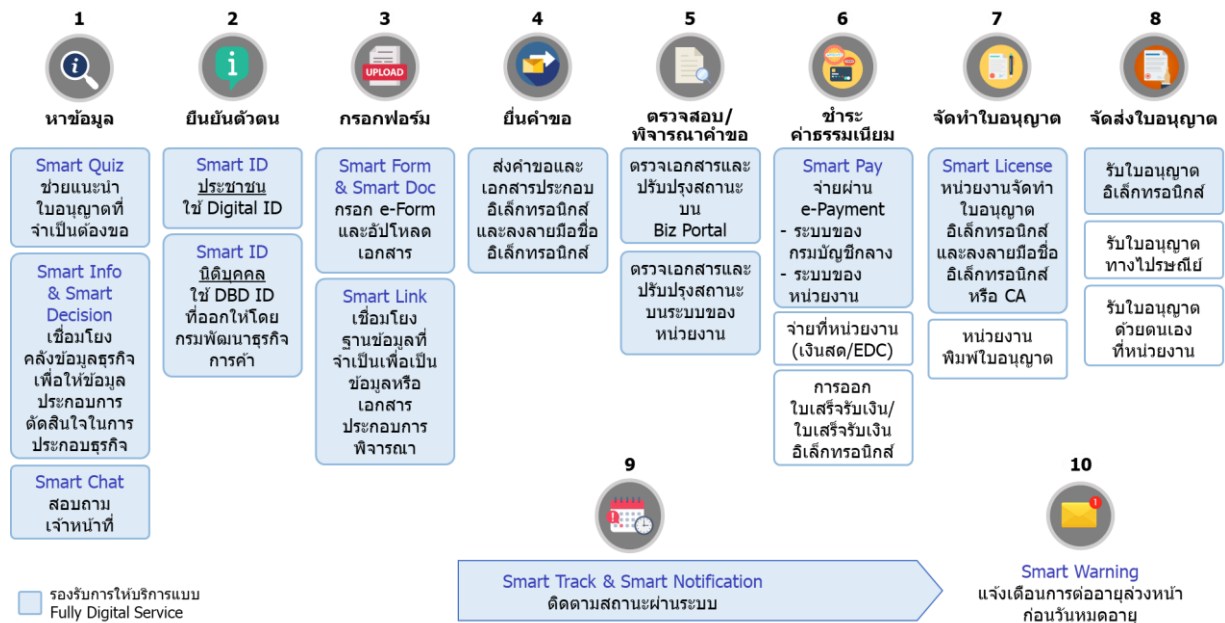 1
หาข้อมูล
Smart Quiz
ช่วยแนะนำ
ใบอนุญาตที่
จำเป็นต้องขอ
Smart Info
& Smart
Decision
เชื่อมโยง
คลังข้อมูลธุรกิจ
เพื่อให้ข้อมูล
ประกอบการ
ตัดสินใจในการ
ประกอบธุรกิจ
Smart Chat
สอบถาม
เจ้าหน้าที่
2
ยืนยันตัวตน
Smart ID
ประชาชน
ใช้ Digital ID
Smart ID
นิติบุคคล
ใช้ DBD ID
ที่ออกให้โดย
กรมพัฒนาธุรกิจ
การค้า
3
UPLOAD
กรอกฟอร์ม
Smart Form
& Smart Doc
กรอก e-Form
และอัปโหลด
เอกสาร
Smart Link
เชื่อมโยง
ฐานข้อมูลที่
จำเป็นเพื่อเป็น
ข้อมูลหรือ
เอกสาร
ประกอบการ
พิจารณา
4
ยื่นคำขอ
ส่งคำขอและ
เอกสารประกอบ
อิเล็กทรอนิกส์
และลงลายมือชื่อ
อิเล็กทรอนิกส์
5
ตรวจสอบ/
พิจารณาคำขอ
ตรวจเอกสารและ
ปรับปรุงสถานะ
บน
Biz Portal
ตรวจเอกสารและ
ปรับปรุงสถานะ
บนระบบของ
หน่วยงาน
6
ชำระ
ค่าธรรมเนียม
Smart Pay
จ่ายผ่าน
e-Payment
- ระบบของ
กรมบัญชีกลาง
- ระบบของ
หน่วยงาน
จ่ายที่หน่วยงาน
(เงินสด/EDC)
การออก
ใบเสร็จรับเงิน/
ใบเสร็จรับเงิน
อิเล็กทรอนิกส์
7
จัดทำใบอนุญาต
Smart License
หน่วยงานจัดทำ
ใบอนุญาต
อิเล็กทรอนิกส์
และลงลายมือชื่อ
อิเล็กทรอนิกส์
หรือ CA
หน่วยงาน
พิมพ์ใบอนุญาต
8
จัดส่งใบอนุญาต
รับใบอนุญาต
อิเล็กทรอนิกส์
รับใบอนุญาต
ทางไปรษณีย์
รับใบอนุญาต
ด้วยตนเอง
ที่หน่วยงาน
9
Smart Track & Smart Notification
ติดตามสถานะผ่านระบบ
10
1
Smart Warning
แจ้งเตือนการต่ออายุล่วงหน้า
ก่อนวันหมดอายุ
รองรับการให้บริการแบบ
Fully Digital Service